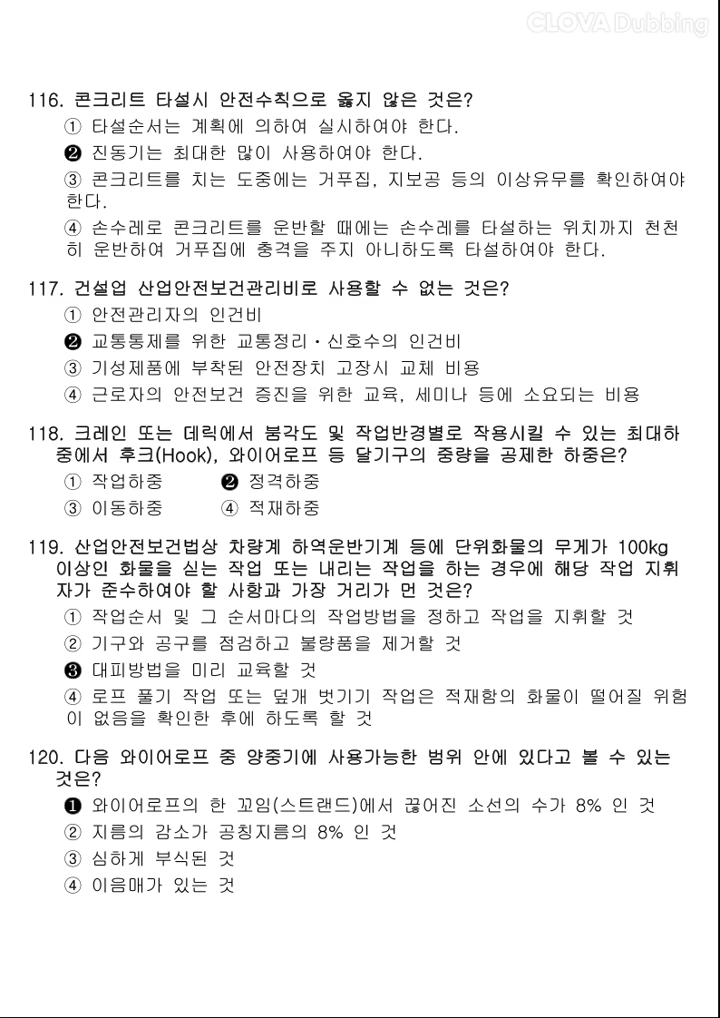 CLOVA Dubbing
116. 콘크리트 타설시 안전수칙으로 옳지 않은 것은?
① 타설순서는 계획에 의하여 실시하여야 한다.
❷ 진동기는 최대한 많이 사용하여야 한다.
③ 콘크리트를 치는 도중에는 거푸집, 지보공 등의 이상유무를 확인하여야
한다.
④ 손수레로 콘크리트를 운반할 때에는 손수레를 타설하는 위치까지 천천
히 운반하여 거푸집에 충격을 주지 아니하도록 타설하여야 한다.
117. 건설업 산업안전보건관리비로 사용할 수 없는 것은?
① 안전관리자의 인건비
❷ 교통통제를 위한 교통정리·신호수의 인건비
③ 기성제품에 부착된 안전장치 고장시 교체 비용
④ 근로자의 안전보건 증진을 위한 교육, 세미나 등에 소요되는 비용
118. 크레인 또는 데릭에서 붐각도 및 작업반경별로 작용시킬 수 있는 최대하
중에서 후크(Hook), 와이어로프 등 달기구의 중량을 공제한 하중은?
① 작업하중 ❷ 정격하중
③ 이동하중 ④ 적재하중
119. 산업안전보건법상 차량계 하역운반기계 등에 단위화물의 무게가 100kg
이상인 화물을 싣는 작업 또는 내리는 작업을 하는 경우에 해당 작업 지휘
자가 준수하여야 할 사항과 가장 거리가 먼 것은?
① 작업순서 및 그 순서마다의 작업방법을 정하고 작업을 지휘할 것
② 기구와 공구를 점검하고 불량품을 제거할 것
❸ 대피방법을 미리 교육할 것
④ 로프 풀기 작업 또는 덮개 벗기기 작업은 적재함의 화물이 떨어질 위험
이 없음을 확인한 후에 하도록 할 것
120. 다음 와이어로프 중 양중기에 사용가능한 범위 안에 있다고 볼 수 있는
것은?
❶ 와이어로프의 한 꼬임(스트랜드)에서 끊어진 소선의 수가 8% 인 것
② 지름의 감소가 공칭지름의 8% 인 것
③ 심하게 부식된 것
④ 이음매가 있는 것